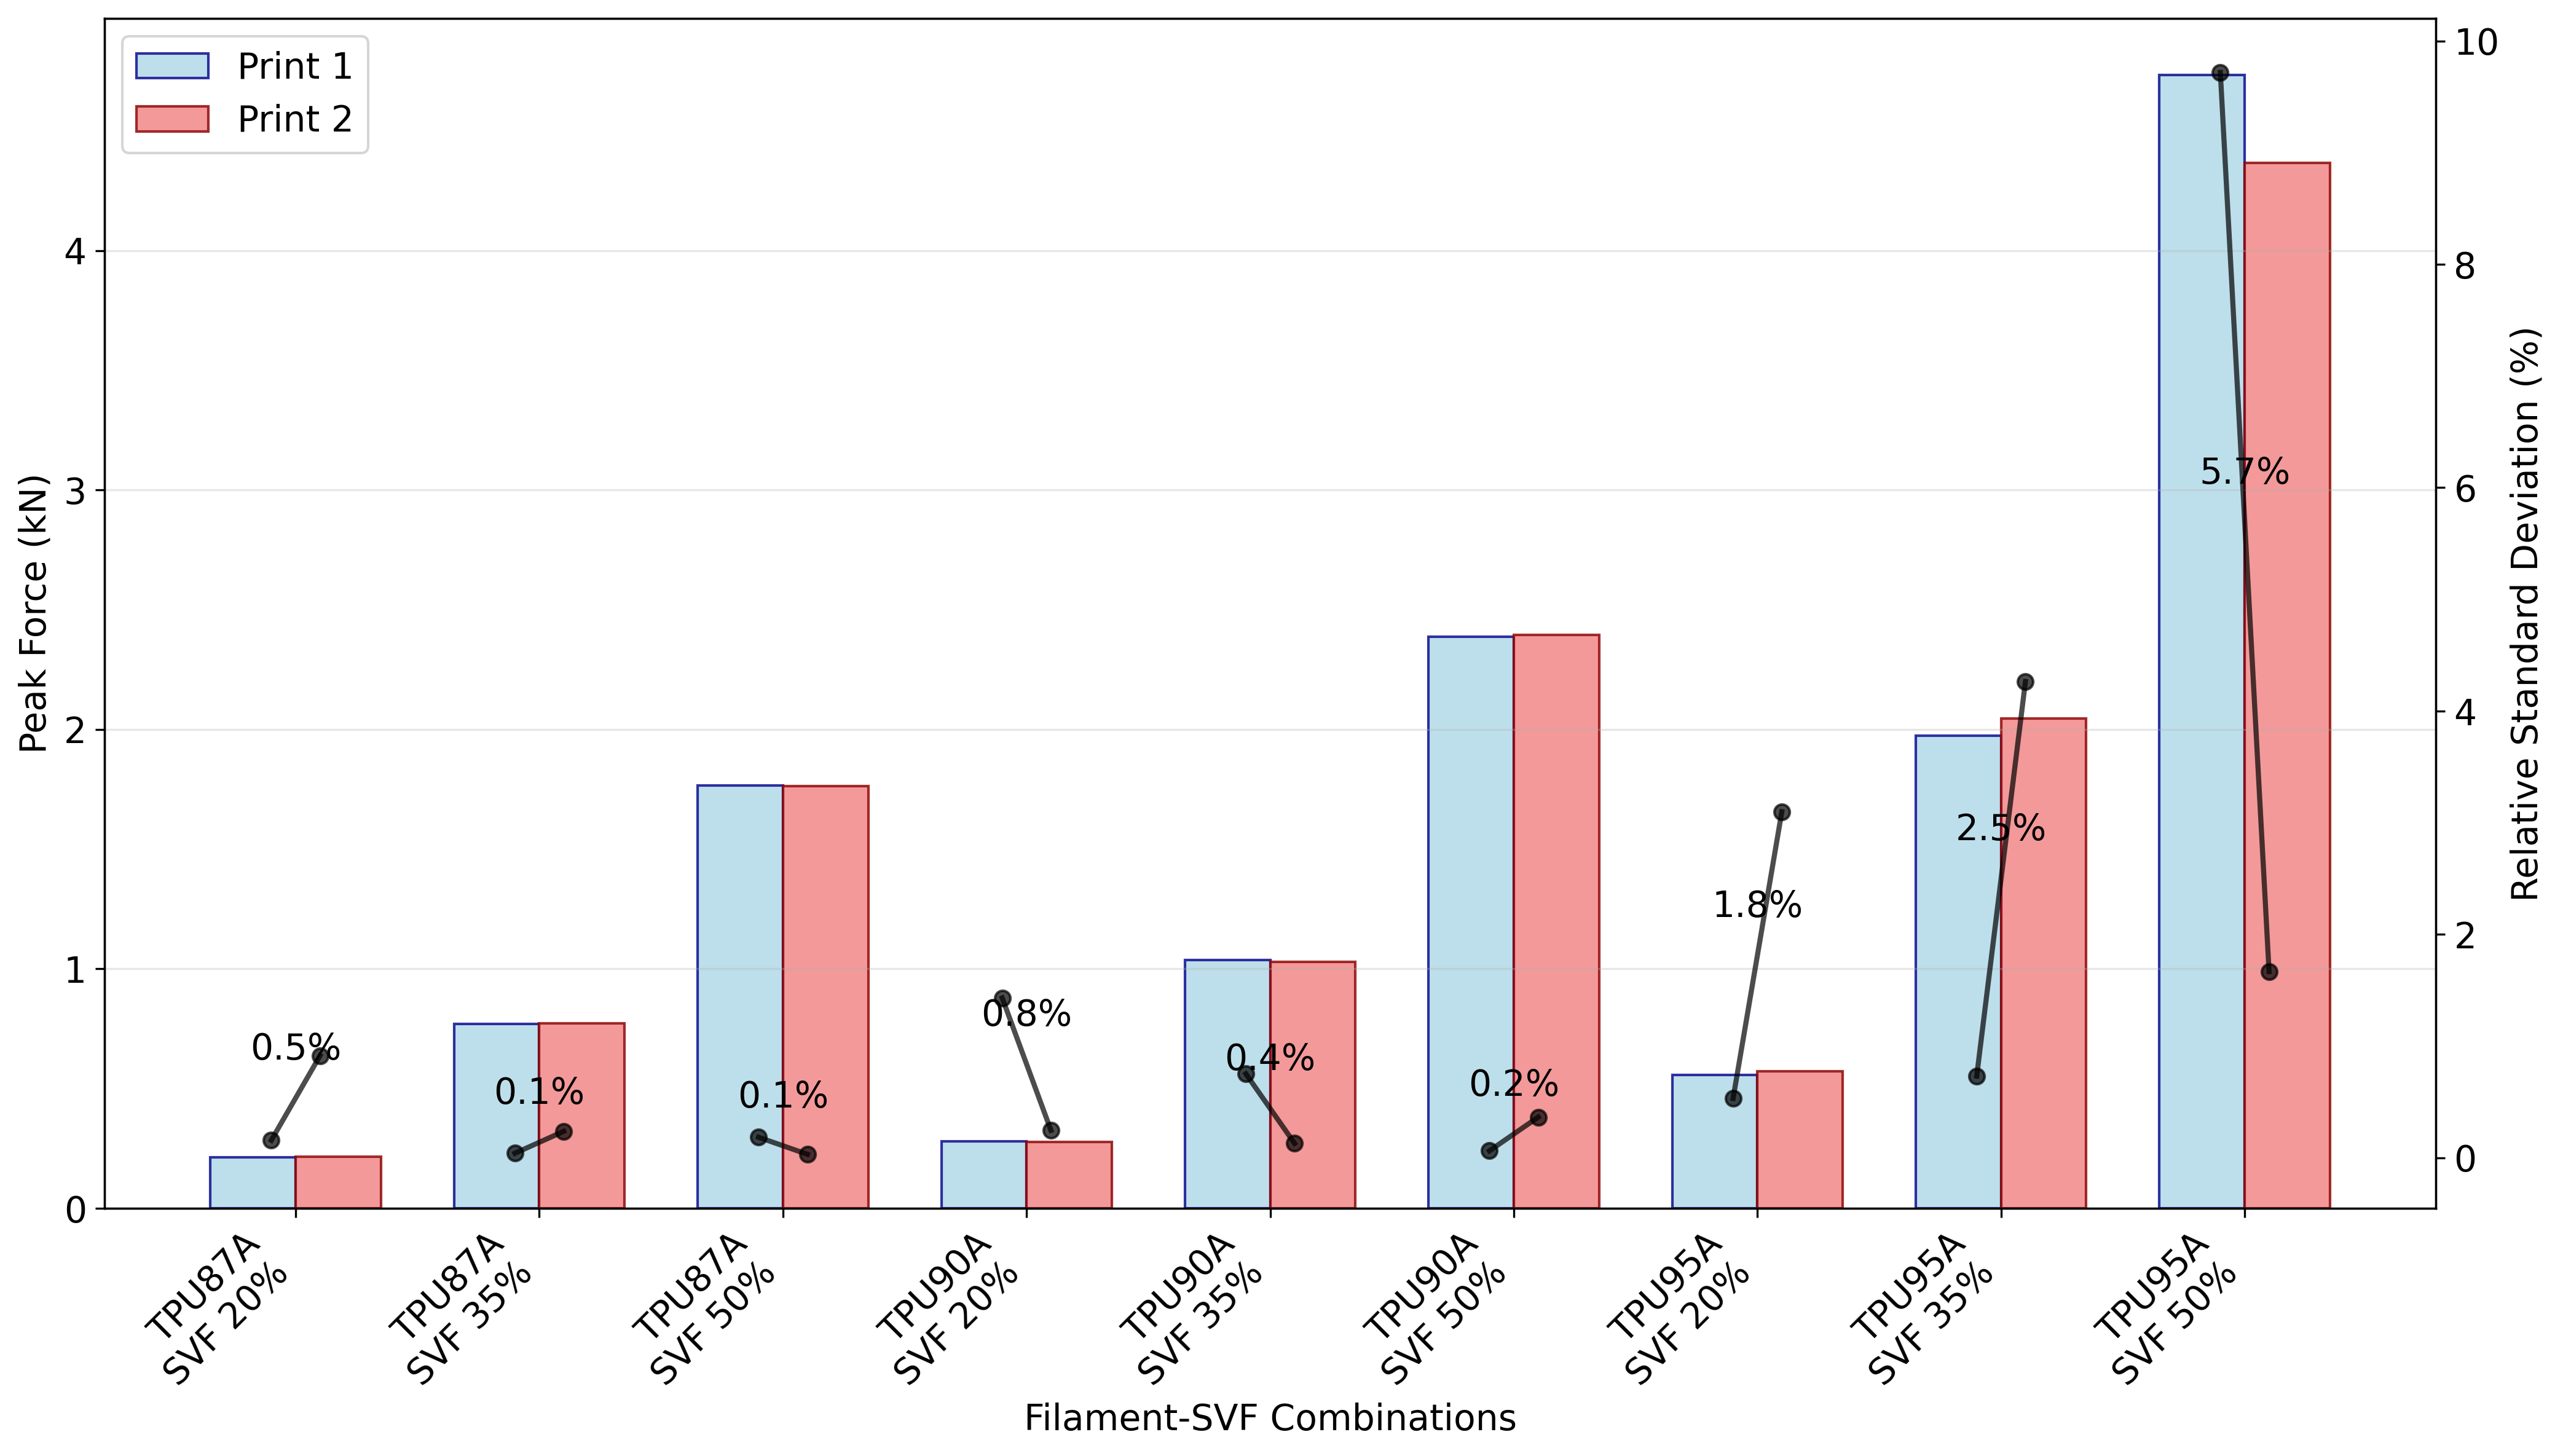 Print 1
Print 2
Peak Force (kN)
4
3
2
1
0
10
8
6
4
2
0
Relative Standard Deviation (%)
0.5%
0.1%
0.1%
0.8%
0.4%
0.2%
1.8%
2.5%
5.7%
TPU87A
SVF 20%
TPU87A
SVF 35%
TPU87A
SVF 50%
TPU90A
SVF 20%
TPU90A
SVF 35%
TPU90A
SVF 50%
TPU95A
SVF 20%
TPU95A
SVF 35%
TPU95A
SVF 50%
Filament-SVF Combinations